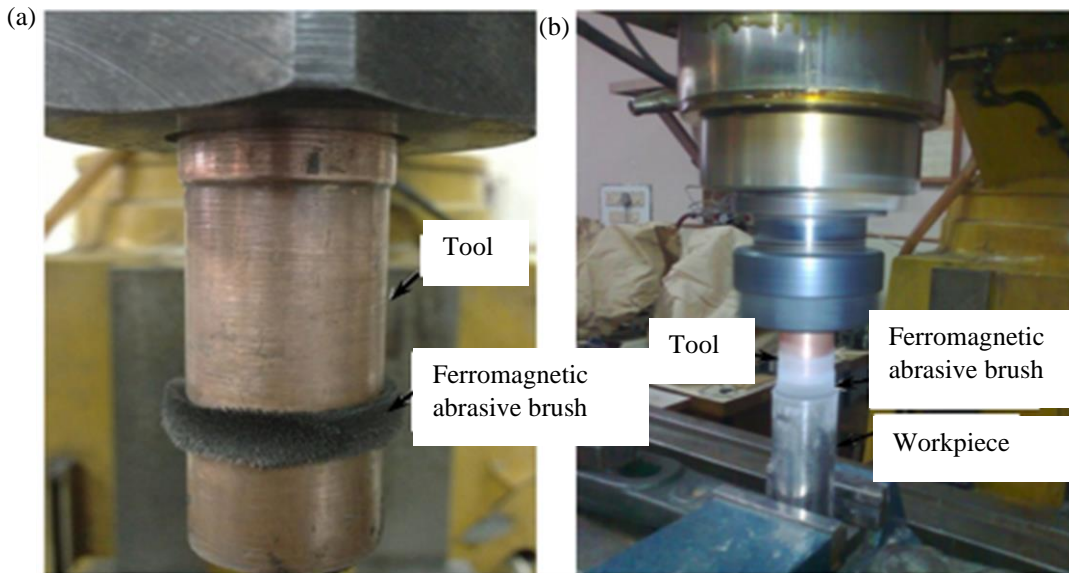 (a)
Tool
Ferromagnetic
abrasive brush
(b)
Tool
Ferromagnetic
abrasive brush
Workpiece